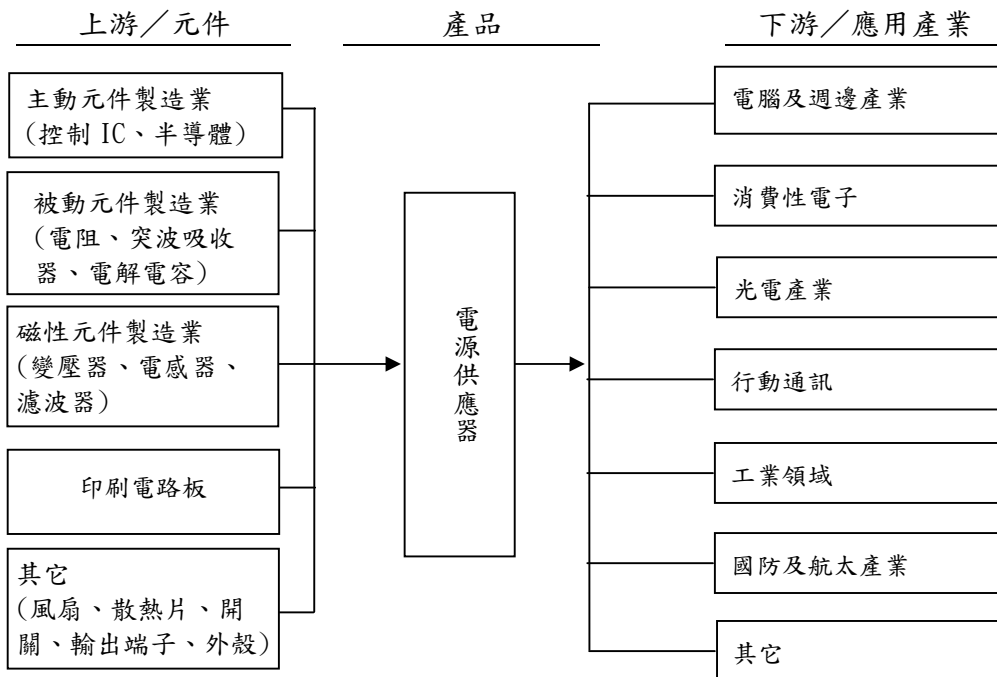 上游／元件
產品
下游／應用產業
主動元件製造業
(控制 IC、半導體)
被動元件製造業
(電阻、突波吸收
器、電解電容)
磁性元件製造業
(變壓器、電感器、
濾波器)
印刷電路板
其它
(風扇、散熱片、開
關、輸出端子、外殼)
電源供應器
電腦及週邊產業
消費性電子
光電產業
行動通訊
工業領域
國防及航太產業
其它